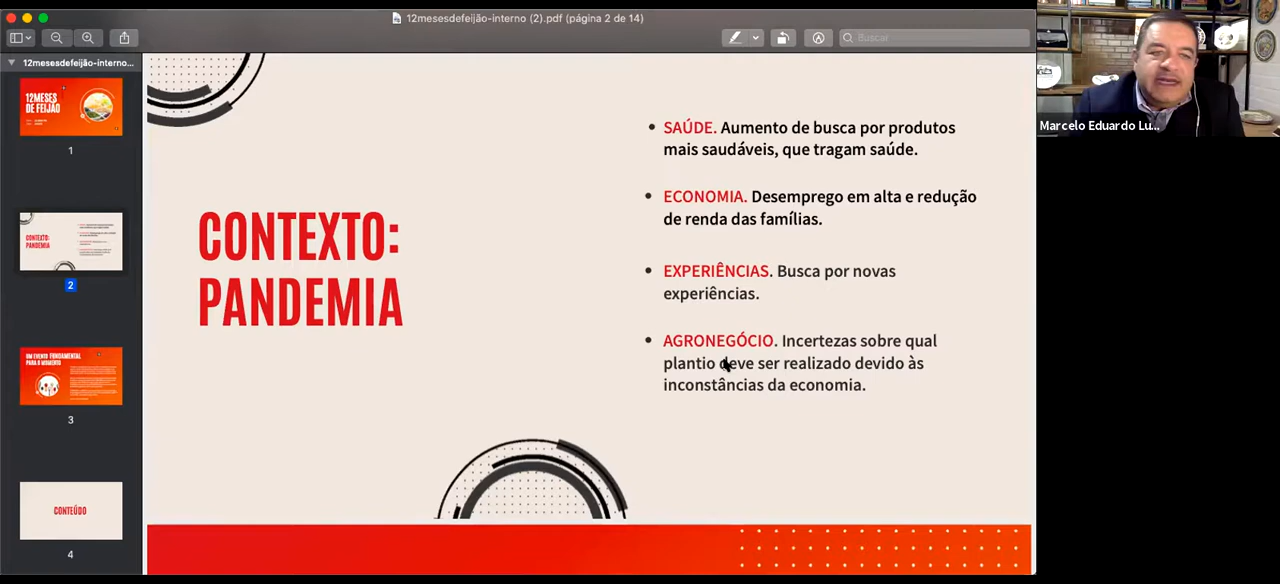 12mesesdefeijão-interno (2).pdf (página 2 de 14)
Buscar
12mesesdefeijão-interno...
12 MESES
DE FEIJÃO
1
CONTEXTO:
PANDEMIA
2
UM EVENTO FUNDAMENTAL
PARA O MOMENTO
3
CONTEÚDO
4
CONTEXTO:
PANDEMIA
• SAÚDE. Aumento de busca por produtos
mais saudáveis, que tragam saúde.
• ECONOMIA. Desemprego em alta e redução
de renda das famílias.
• EXPERIÊNCIAS. Busca por novas
experiências.
• AGRONEGÓCIO. Incertezas sobre qual
plantio deve ser realizado devido às
inconstâncias da economia.
Marcelo Eduardo Lu...